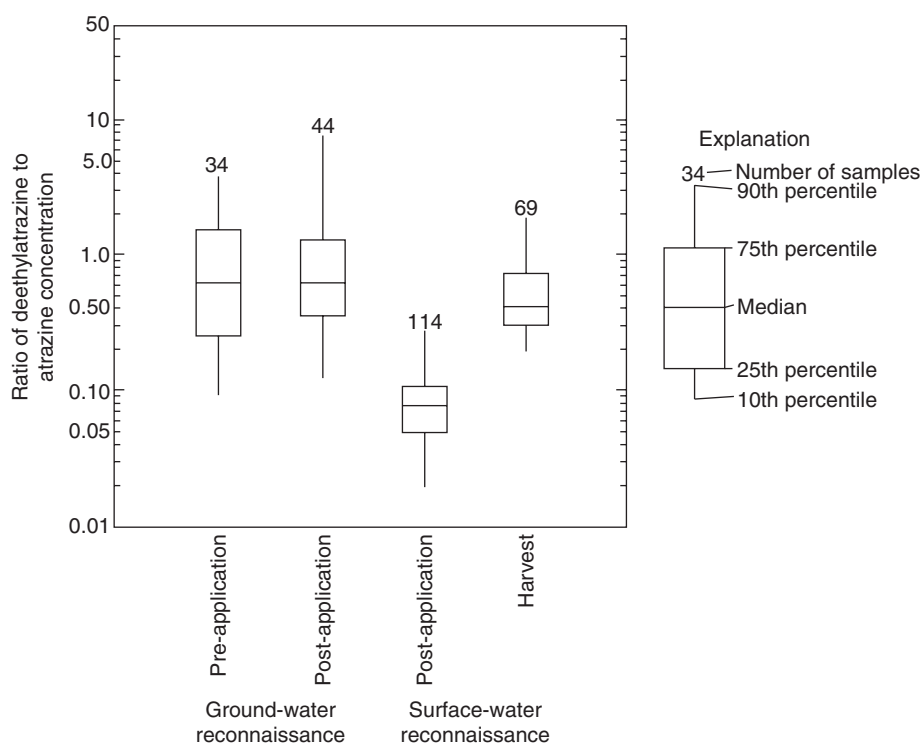 Ratio of deethylatrazine to
atrazine concentration
50
10
5.0
1.0
0.50
0.10
0.05
0.01
34
44
114
69
Pre-application
Post-application
Post-application
Harvest
Ground-water
reconnaissance
Surface-water
reconnaissance
Explanation
34
Number of samples
90th percentile
75th percentile
Median
25th percentile
10th percentile